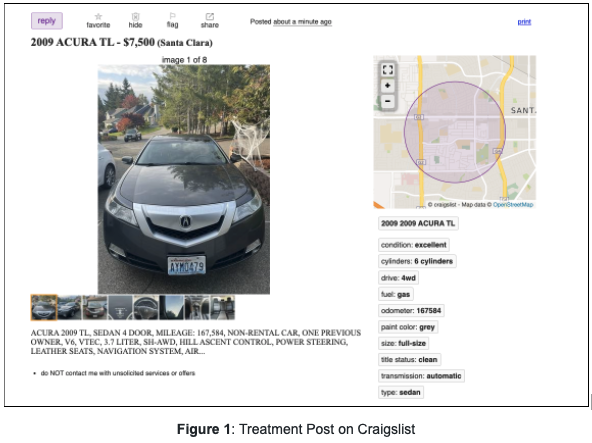 reply
favorite
hide
flag
share
Posted about a minute ago
print
2009 ACURA TL - $7,500 (Santa Clara)
image 1 of 8
AYM0479
+
−
SANT.
© craigslist - Map data © OpenStreetMap
2009 2009 ACURA TL
condition: excellent
cylinders: 6 cylinders
drive: 4wd
fuel: gas
odometer: 167584
paint color: grey
size: full-size
title status: clean
transmission: automatic
type: sedan
ACURA 2009 TL, SEDAN 4 DOOR, MILEAGE: 167,584, NON-RENTAL CAR, ONE PREVIOUS
OWNER, V6, VTEC, 3.7 LITER, SH-AWD, HILL ASCENT CONTROL, POWER STEERING,
LEATHER SEATS, NAVIGATION SYSTEM, AIR...
• do NOT contact me with unsolicited services or offers
Figure 1: Treatment Post on Craigslist